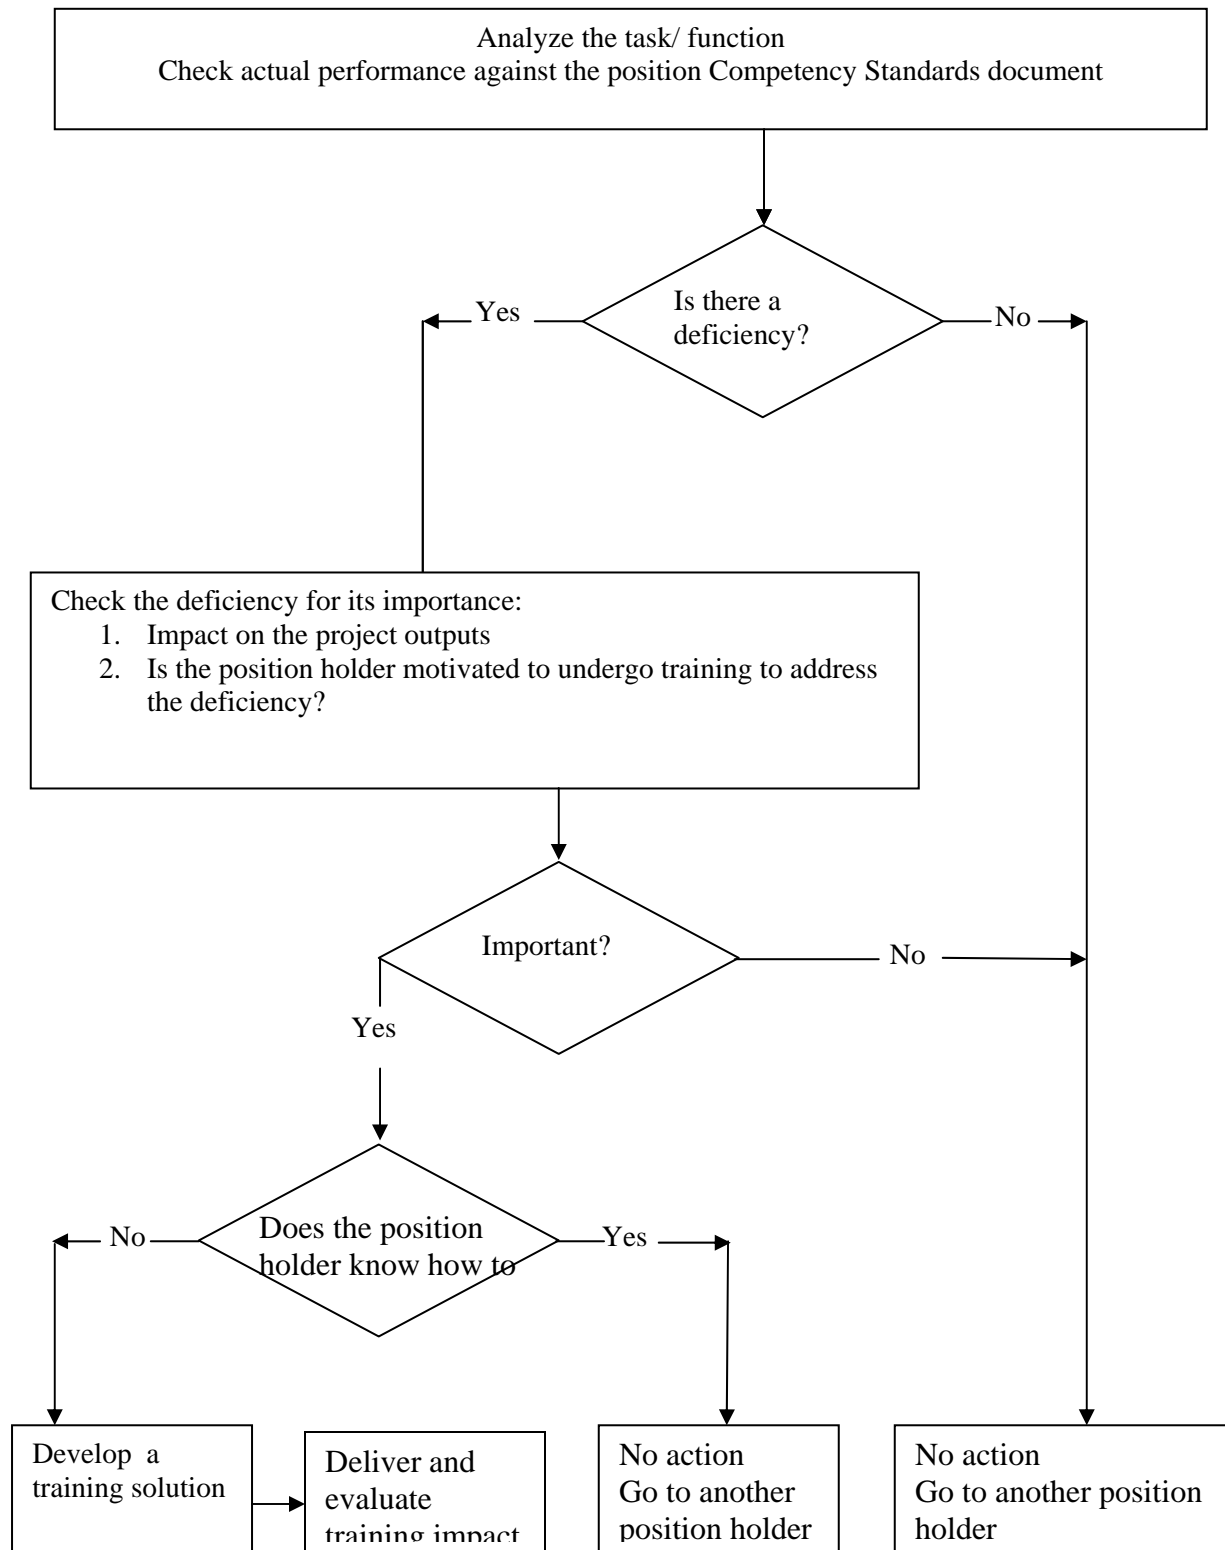 Analyze the task/ function
Check actual performance against the position Competency Standards document
Is there a
deficiency?
Yes
No
Check the deficiency for its importance:
1. Impact on the project outputs
2. Is the position holder motivated to undergo training to address
the deficiency?
Important?
No
Yes
Does the position
holder know how to
No
Yes
Develop a
training solution
Deliver and
evaluate
training impact
No action
Go to another
position holder
No action
Go to another position
holder